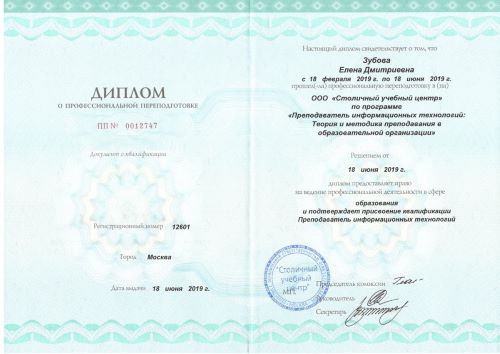 ДИПЛОМ
О ПРОФЕССИОНАЛЬНОЙ ПЕРЕПОДГОТОВКЕ
ПП № 0012747
Документ о квалификации
Регистрационный номер 12601
Город Москва
Дата выдачи 18 июня 2019 г.
Настоящий диплом свидетельствует о том, что
Зубова
Елена Дмитриевна
с 18 февраля 2019 г. по 18 июня 2019 г.
прошел(-ла) профессиональную переподготовку в (на)
ООО «Столичный учебный центр»
по программе
«Преподаватель информационных технологий:
Теория и методика преподавания в
образовательной организации»
Решением от
18 июня 2019 г.
диплом предоставляет право
на ведение профессиональной деятельности в сфере
образования
и подтверждает присвоение квалификации
Преподаватель информационных технологий
"Столичный
учебный
центр"
М.П.
Председатель комиссии
Руководитель
Секретарь